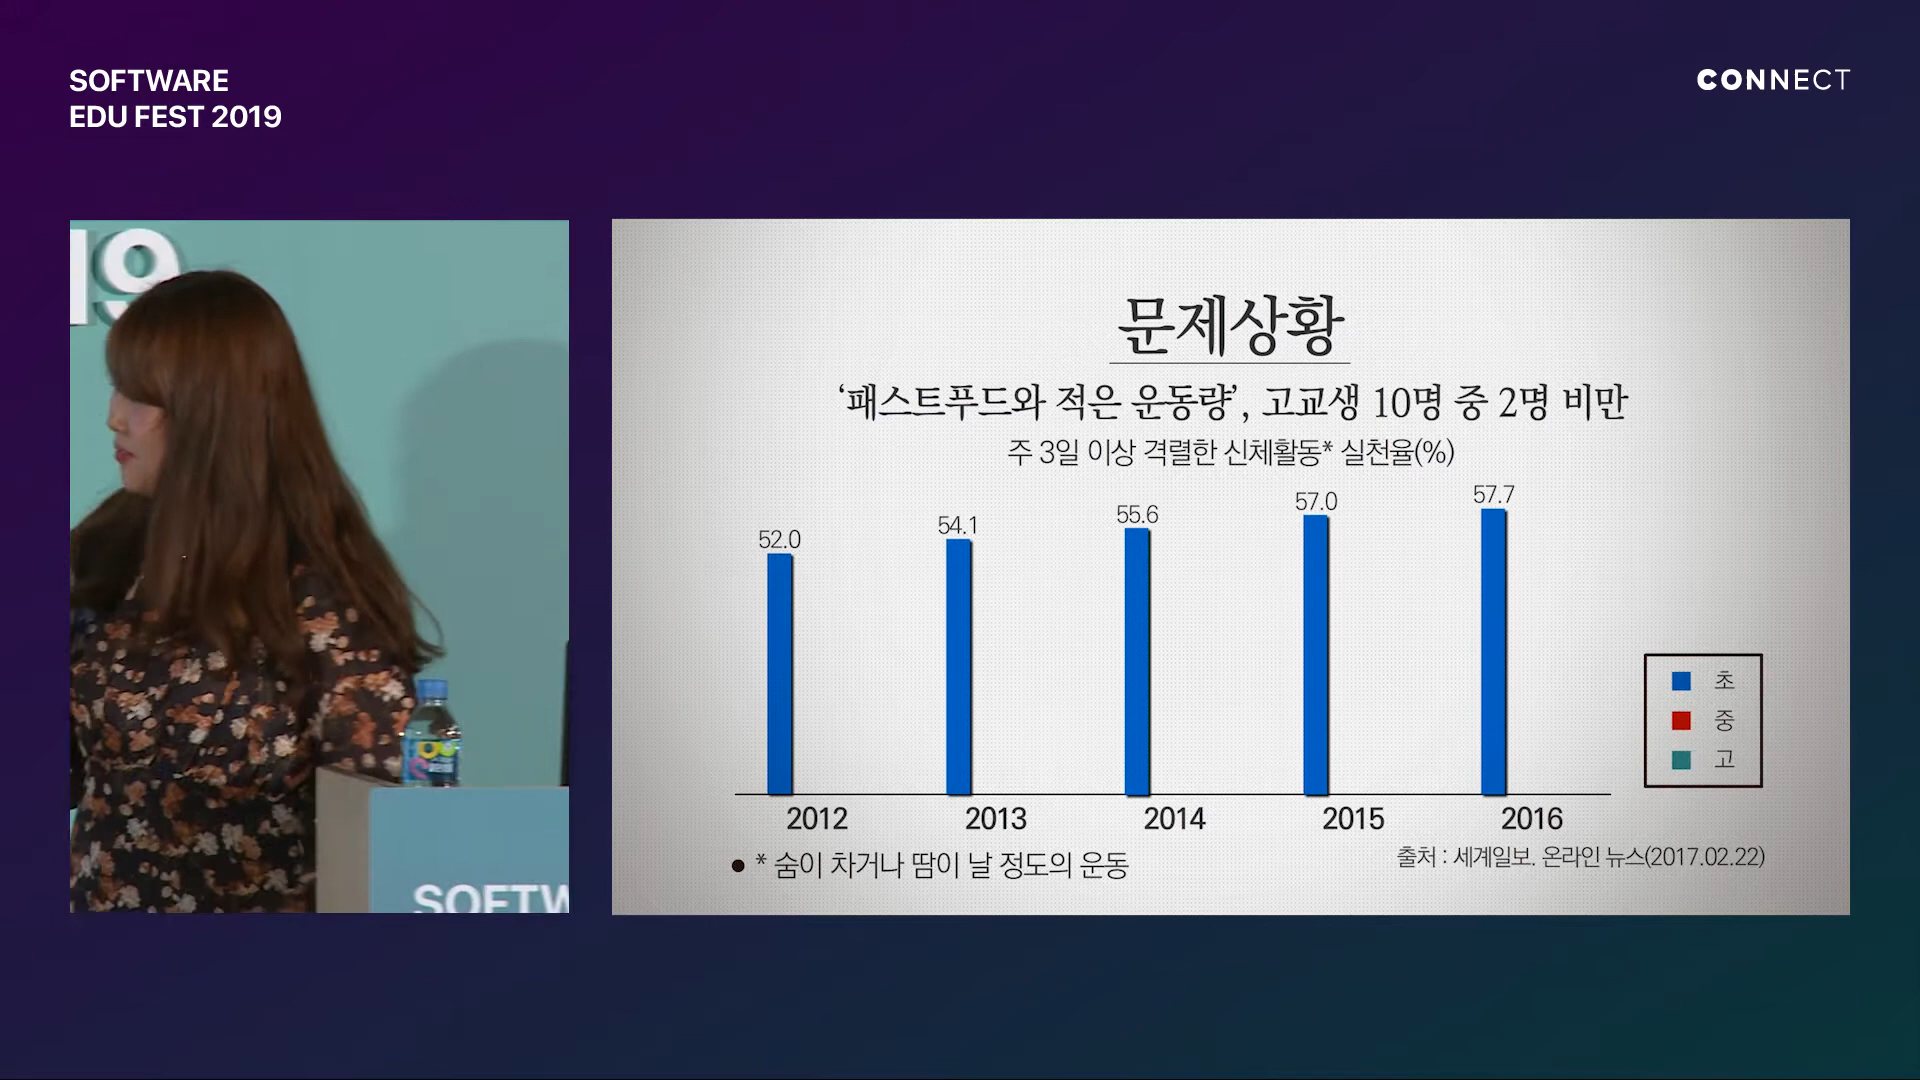 SOFTWARE
EDU FEST 2019
CONNECT
19
SOFTW
문제상황
‘패스트푸드와 적은 운동량’, 고교생 10명 중 2명 비만
주 3일 이상 격렬한 신체활동* 실천율(%)
52.0
54.1
55.6
57.0
57.7
초
중
고
2012
2013
2014
2015
2016
● * 숨이 차거나 땀이 날 정도의 운동
출처 : 세계일보. 온라인 뉴스(2017.02.22)